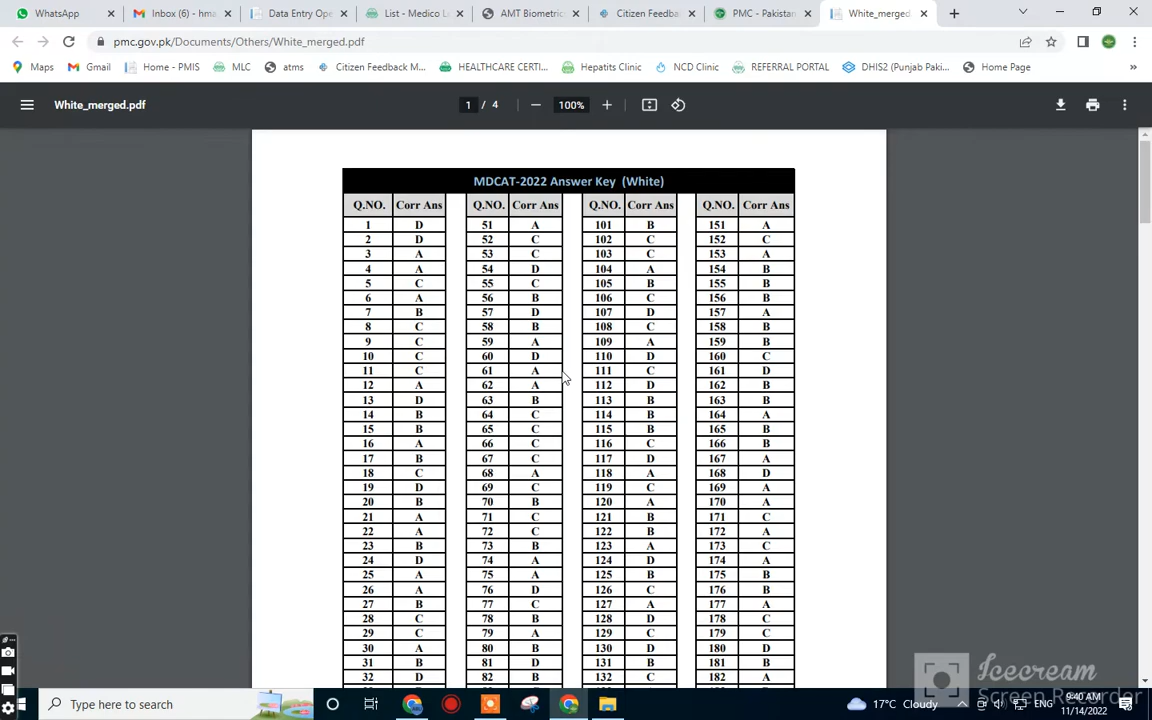 WhatsApp
Inbox (6) - hma
Data Entry Ope
List - Medico L
AMT Biometric
Citizen Feedba
PMC - Pakistan
White_merged
pmc.gov.pk/Documents/Others/White_merged.pdf
Maps Gmail Home - PMIS MLC atms Citizen Feedback M... HEALTHCARE CERTI... Hepatits Clinic NCD Clinic REFERRAL PORTAL DHIS2 (Punjab Paki... Home Page »
White_merged.pdf 1 / 4 100%
MDCAT-2022 Answer Key (White)
Q.NO. Corr Ans Q.NO. Corr Ans Q.NO. Corr Ans Q.NO. Corr Ans
1 D 51 A 101 B 151 A
2 D 52 C 102 C 152 C
3 A 53 C 103 C 153 A
4 A 54 D 104 A 154 B
5 C 55 C 105 B 155 B
6 A 56 B 106 C 156 B
7 B 57 D 107 D 157 A
8 C 58 B 108 C 158 B
9 C 59 A 109 A 159 B
10 C 60 D 110 D 160 C
11 C 61 A 111 C 161 D
12 A 62 A 112 D 162 B
13 D 63 B 113 B 163 B
14 B 64 C 114 B 164 A
15 B 65 C 115 B 165 B
16 A 66 C 116 C 166 B
17 B 67 C 117 D 167 A
18 C 68 A 118 A 168 D
19 D 69 C 119 C 169 A
20 B 70 B 120 A 170 A
21 A 71 C 121 B 171 C
22 A 72 C 122 B 172 A
23 B 73 B 123 A 173 C
24 D 74 A 124 D 174 A
25 A 75 A 125 B 175 B
26 A 76 D 126 C 176 B
27 B 77 C 127 A 177 A
28 C 78 B 128 D 178 C
29 C 79 A 129 C 179 C
30 A 80 B 130 D 180 D
31 B 81 D 131 B 181 B
32 D 82 B 132 C 182 A
Icecream
Screen Recorder
Type here to search
17°C Cloudy
ENG
9:40 AM
11/14/2022